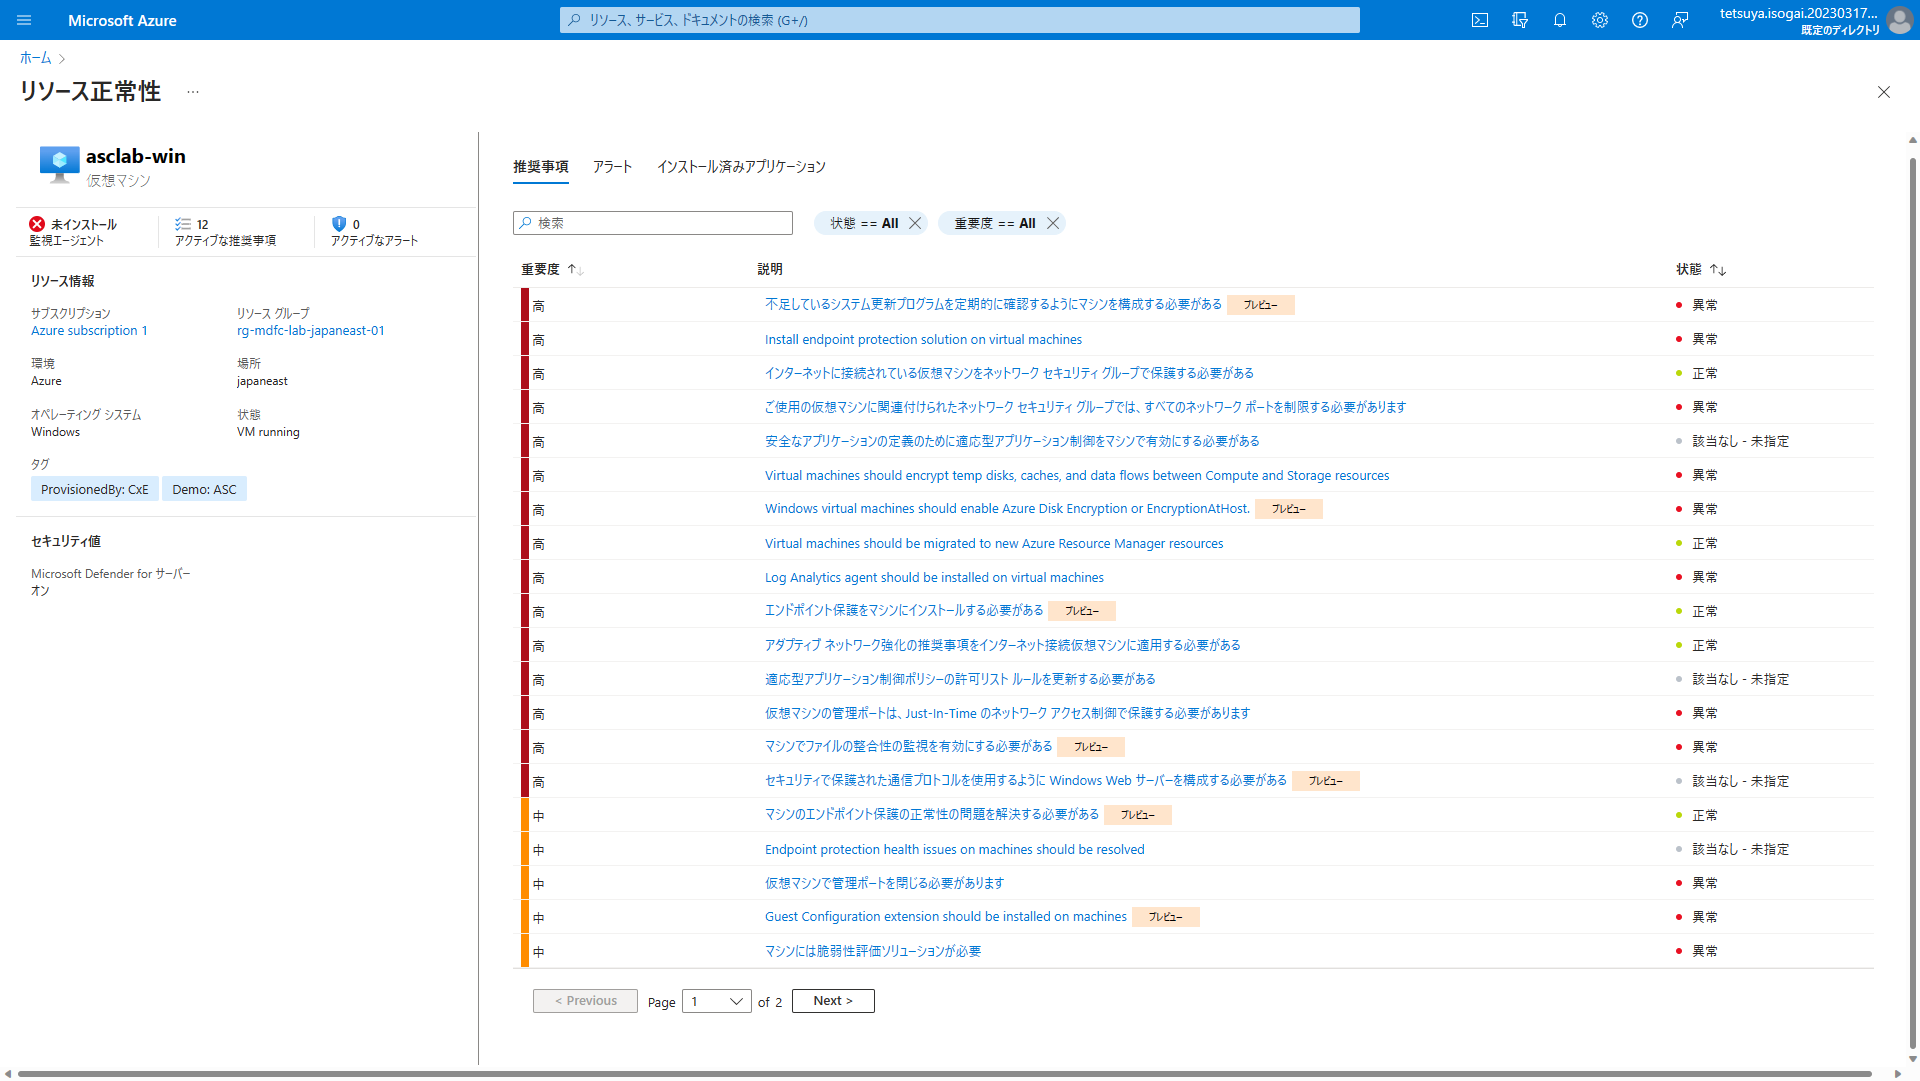 Microsoft Azure
リソース、サービス、ドキュメントの検索 (G+/)
tetsuya.isogai.20230317...
既定のディレクトリ
ホーム
リソース正常性 ...
asclab-win
仮想マシン
未インストール
監視エージェント
12
アクティブな推奨事項
0
アクティブなアラート
リソース情報
サブスクリプション
Azure subscription 1
リソース グループ
rg-mdfc-lab-japaneast-01
環境
Azure
場所
japaneast
オペレーティング システム
Windows
状態
VM running
タグ
ProvisionedBy: CxE
Demo: ASC
セキュリティ値
Microsoft Defender for サーバー
オン
推奨事項 アラート インストール済みアプリケーション
検索
状態 == All
重要度 == All
重要度 説明 状態
高 不足しているシステム更新プログラムを定期的に確認するようにマシンを構成する必要がある プレビュー 異常
高 Install endpoint protection solution on virtual machines 異常
高 インターネットに接続されている仮想マシンをネットワーク セキュリティ グループで保護する必要がある 正常
高 ご使用の仮想マシンに関連付けられたネットワーク セキュリティ グループでは、すべてのネットワーク ポートを制限する必要があります 異常
高 安全なアプリケーションの定義のために適応型アプリケーション制御をマシンで有効にする必要がある 該当なし - 未指定
高 Virtual machines should encrypt temp disks, caches, and data flows between Compute and Storage resources 異常
高 Windows virtual machines should enable Azure Disk Encryption or EncryptionAtHost. プレビュー 異常
高 Virtual machines should be migrated to new Azure Resource Manager resources 正常
高 Log Analytics agent should be installed on virtual machines 異常
高 エンドポイント保護をマシンにインストールする必要がある プレビュー 正常
高 アダプティブ ネットワーク強化の推奨事項をインターネット接続仮想マシンに適用する必要がある 正常
高 適応型アプリケーション制御ポリシーの許可リスト ルールを更新する必要がある 該当なし - 未指定
高 仮想マシンの管理ポートは、Just-In-Time のネットワーク アクセス制御で保護する必要があります 異常
高 マシンでファイルの整合性の監視を有効にする必要がある プレビュー 異常
高 セキュリティで保護された通信プロトコルを使用するように Windows Web サーバーを構成する必要がある プレビュー 該当なし - 未指定
中 マシンのエンドポイント保護の正常性の問題を解決する必要がある プレビュー 正常
中 Endpoint protection health issues on machines should be resolved 該当なし - 未指定
中 仮想マシンで管理ポートを閉じる必要があります 異常
中 Guest Configuration extension should be installed on machines プレビュー 異常
中 マシンには脆弱性評価ソリューションが必要 異常
< Previous Page 1 of 2 Next >